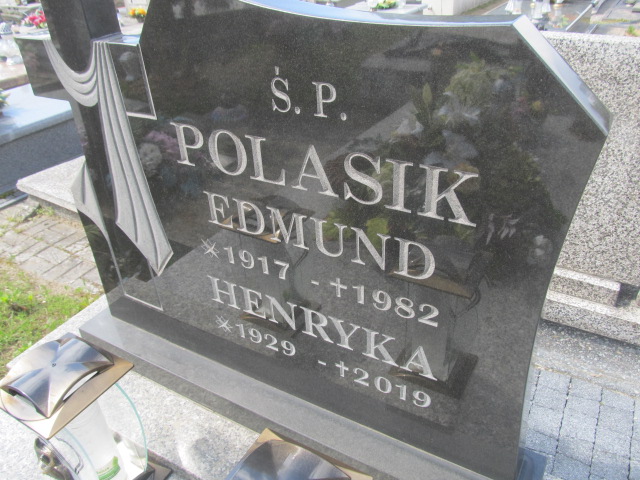 Ś. P.
POLASIK
EDMUND
*1917 - †1982
HENRYKA
*1929 - †2019